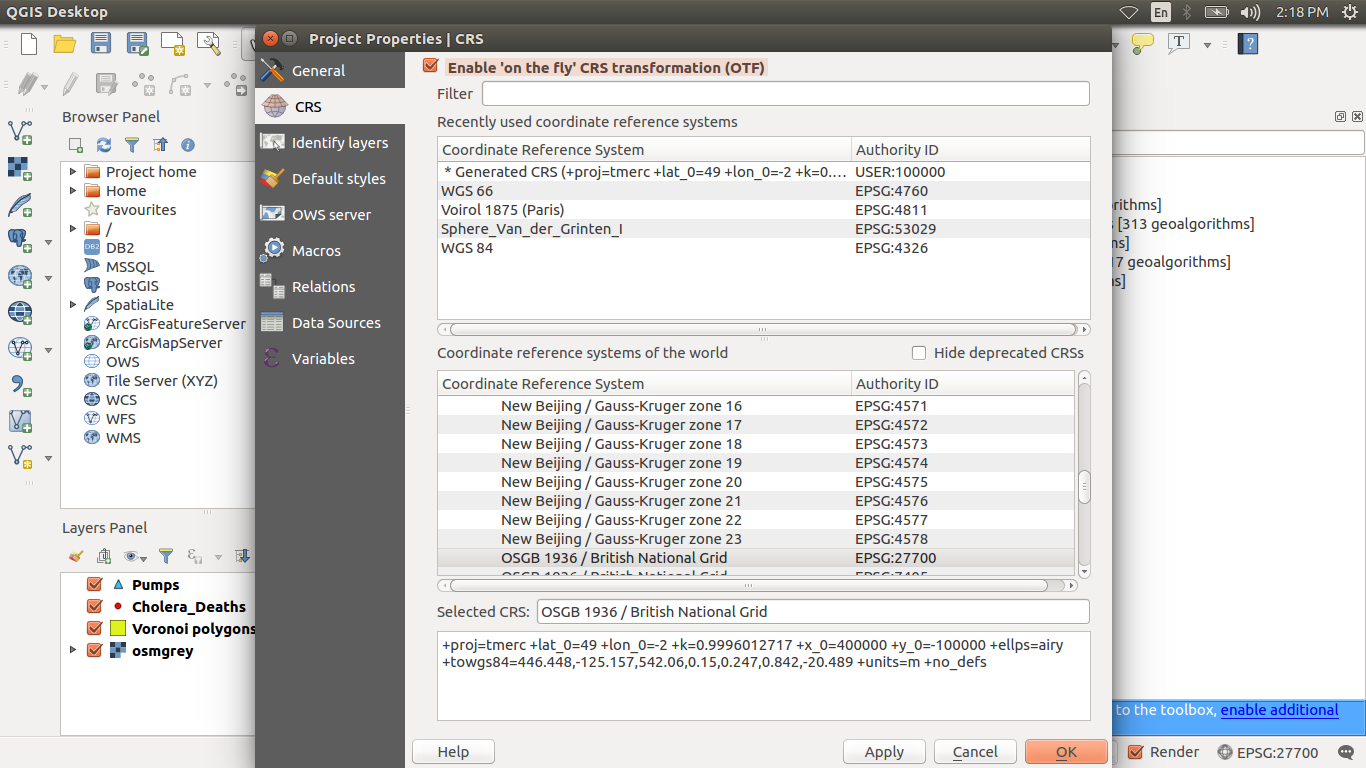 QGIS Desktop
En
2:18 PM
Project Properties | CRS
T
?
General
CRS
Identify layers
Default styles
OWS server
Macros
Relations
Data Sources
Variables
Browser Panel
Project home
Home
Favourites
/
DB2
DB2
MSSQL
PostGIS
SpatiaLite
ArcGisFeatureServer
ArcGisMapServer
OWS
Tile Server (XYZ)
WCS
WFS
WMS
Layers Panel
Pumps
Cholera_Deaths
Voronoi polygons
osmgrey
Enable 'on the fly' CRS transformation (OTF)
Filter
Recently used coordinate reference systems
Coordinate Reference System Authority ID
* Generated CRS (+proj=tmerc +lat_0=49 +lon_0=-2 +k=0.… USER:100000
WGS 66 EPSG:4760
Voirol 1875 (Paris) EPSG:4811
Sphere_Van_der_Grinten_I EPSG:53029
WGS 84 EPSG:4326
Coordinate reference systems of the world
Hide deprecated CRSs
Coordinate Reference System Authority ID
New Beijing / Gauss-Kruger zone 16 EPSG:4571
New Beijing / Gauss-Kruger zone 17 EPSG:4572
New Beijing / Gauss-Kruger zone 18 EPSG:4573
New Beijing / Gauss-Kruger zone 19 EPSG:4574
New Beijing / Gauss-Kruger zone 20 EPSG:4575
New Beijing / Gauss-Kruger zone 21 EPSG:4576
New Beijing / Gauss-Kruger zone 22 EPSG:4577
New Beijing / Gauss-Kruger zone 23 EPSG:4578
OSGB 1936 / British National Grid EPSG:27700
Selected CRS: OSGB 1936 / British National Grid
+proj=tmerc +lat_0=49 +lon_0=-2 +k=0.9996012717 +x_0=400000 +y_0=-100000 +ellps=airy
+towgs84=446.448,-125.157,542.06,0.15,0.247,0.842,-20.489 +units=m +no_defs
Help
Apply
Cancel
OK
rithms]
[313 geoalgorithms]
ms]
7 geoalgorithms]
s]
to the toolbox, enable additional
Render
EPSG:27700